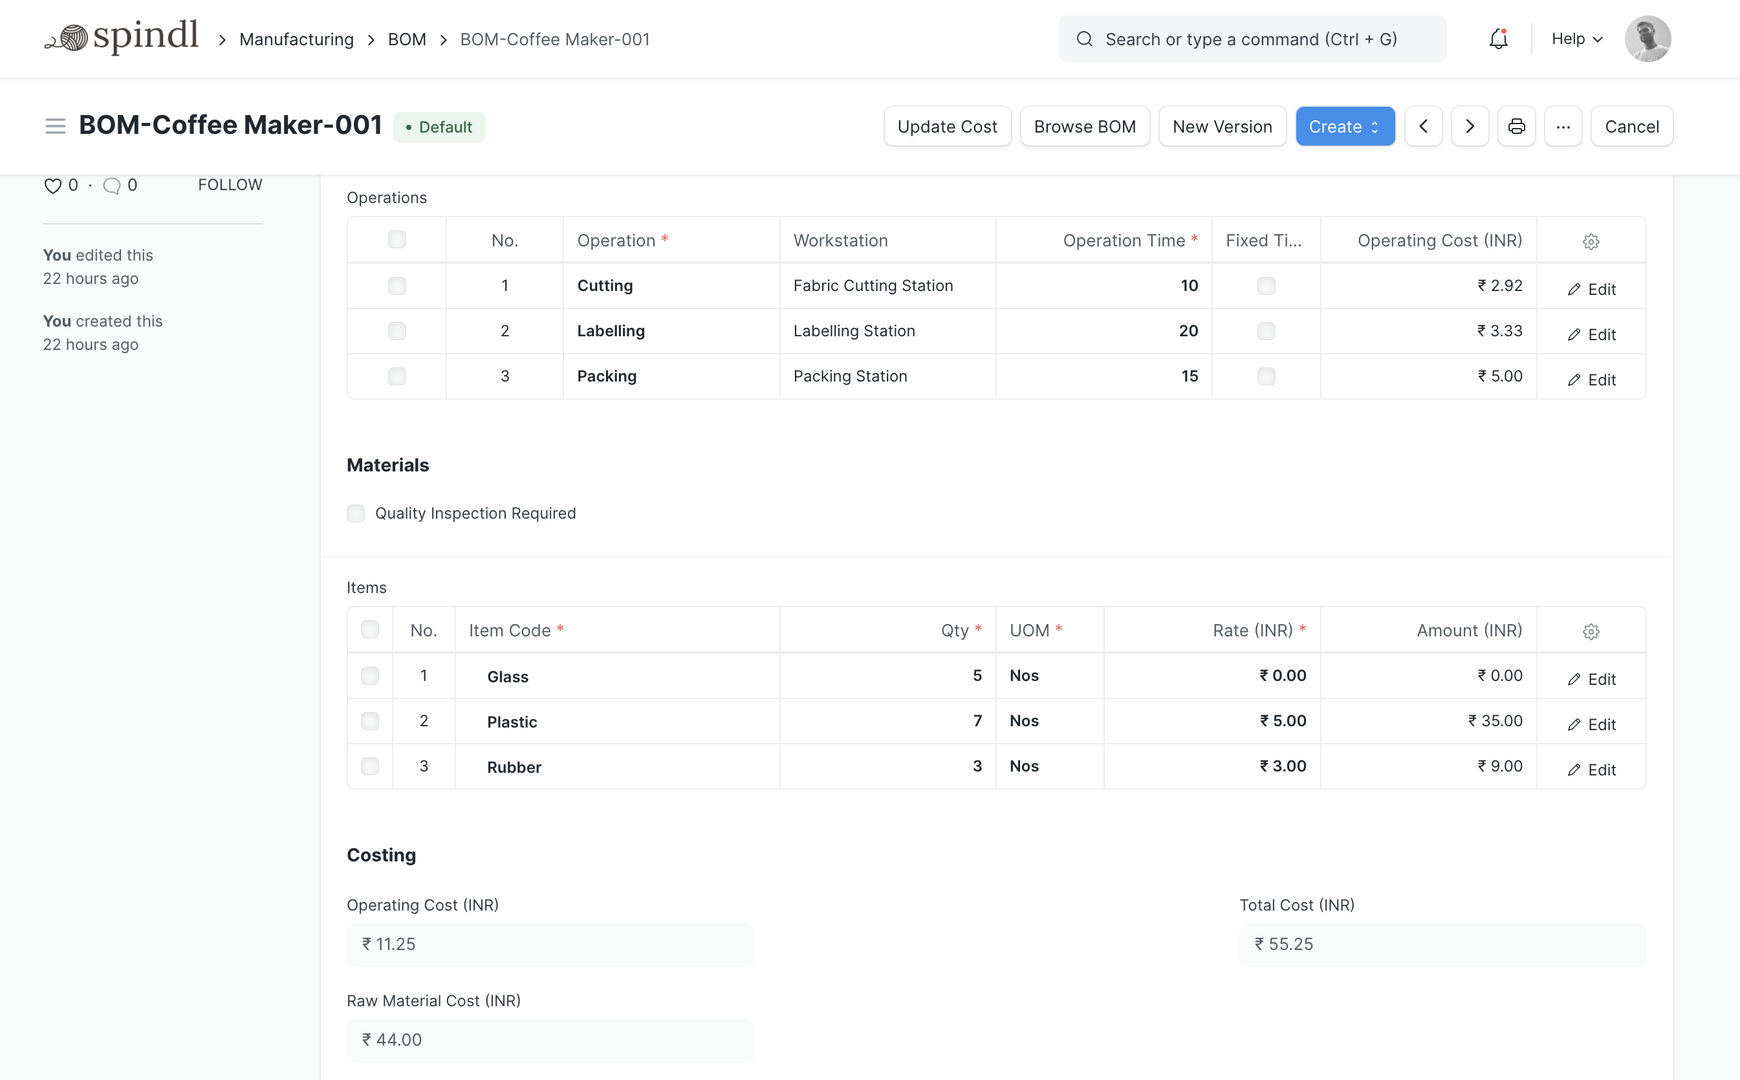 spindl > Manufacturing > BOM > BOM-Coffee Maker-001 Search or type a command (Ctrl + G) Help
BOM-Coffee Maker-001 • Default Update Cost Browse BOM New Version Create < > ... Cancel
0 · 0 FOLLOW
You edited this
22 hours ago
You created this
22 hours ago
Operations
No. Operation * Workstation Operation Time * Fixed Ti... Operating Cost (INR)
1 Cutting Fabric Cutting Station 10 ₹ 2.92 Edit
2 Labelling Labelling Station 20 ₹ 3.33 Edit
3 Packing Packing Station 15 ₹ 5.00 Edit
Materials
Quality Inspection Required
Items
No. Item Code * Qty * UOM * Rate (INR) * Amount (INR)
1 Glass 5 Nos ₹ 0.00 ₹ 0.00 Edit
2 Plastic 7 Nos ₹ 5.00 ₹ 35.00 Edit
3 Rubber 3 Nos ₹ 3.00 ₹ 9.00 Edit
Costing
Operating Cost (INR) Total Cost (INR)
₹ 11.25 ₹ 55.25
Raw Material Cost (INR)
₹ 44.00